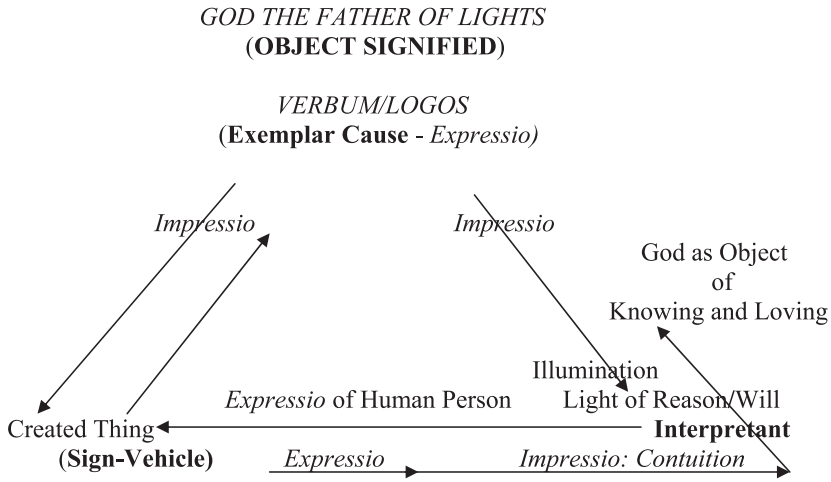 GOD THE FATHER OF LIGHTS
(OBJECT SIGNIFIED)
VERBUM/LOGOS
(Exemplar Cause - Expressio)
Impressio
Impressio
God as Object
of
Knowing and Loving
Illumination
Expressio of Human Person
Light of Reason/Will
Created Thing
Interpretant
(Sign-Vehicle)
Expressio
Impressio: Contuition